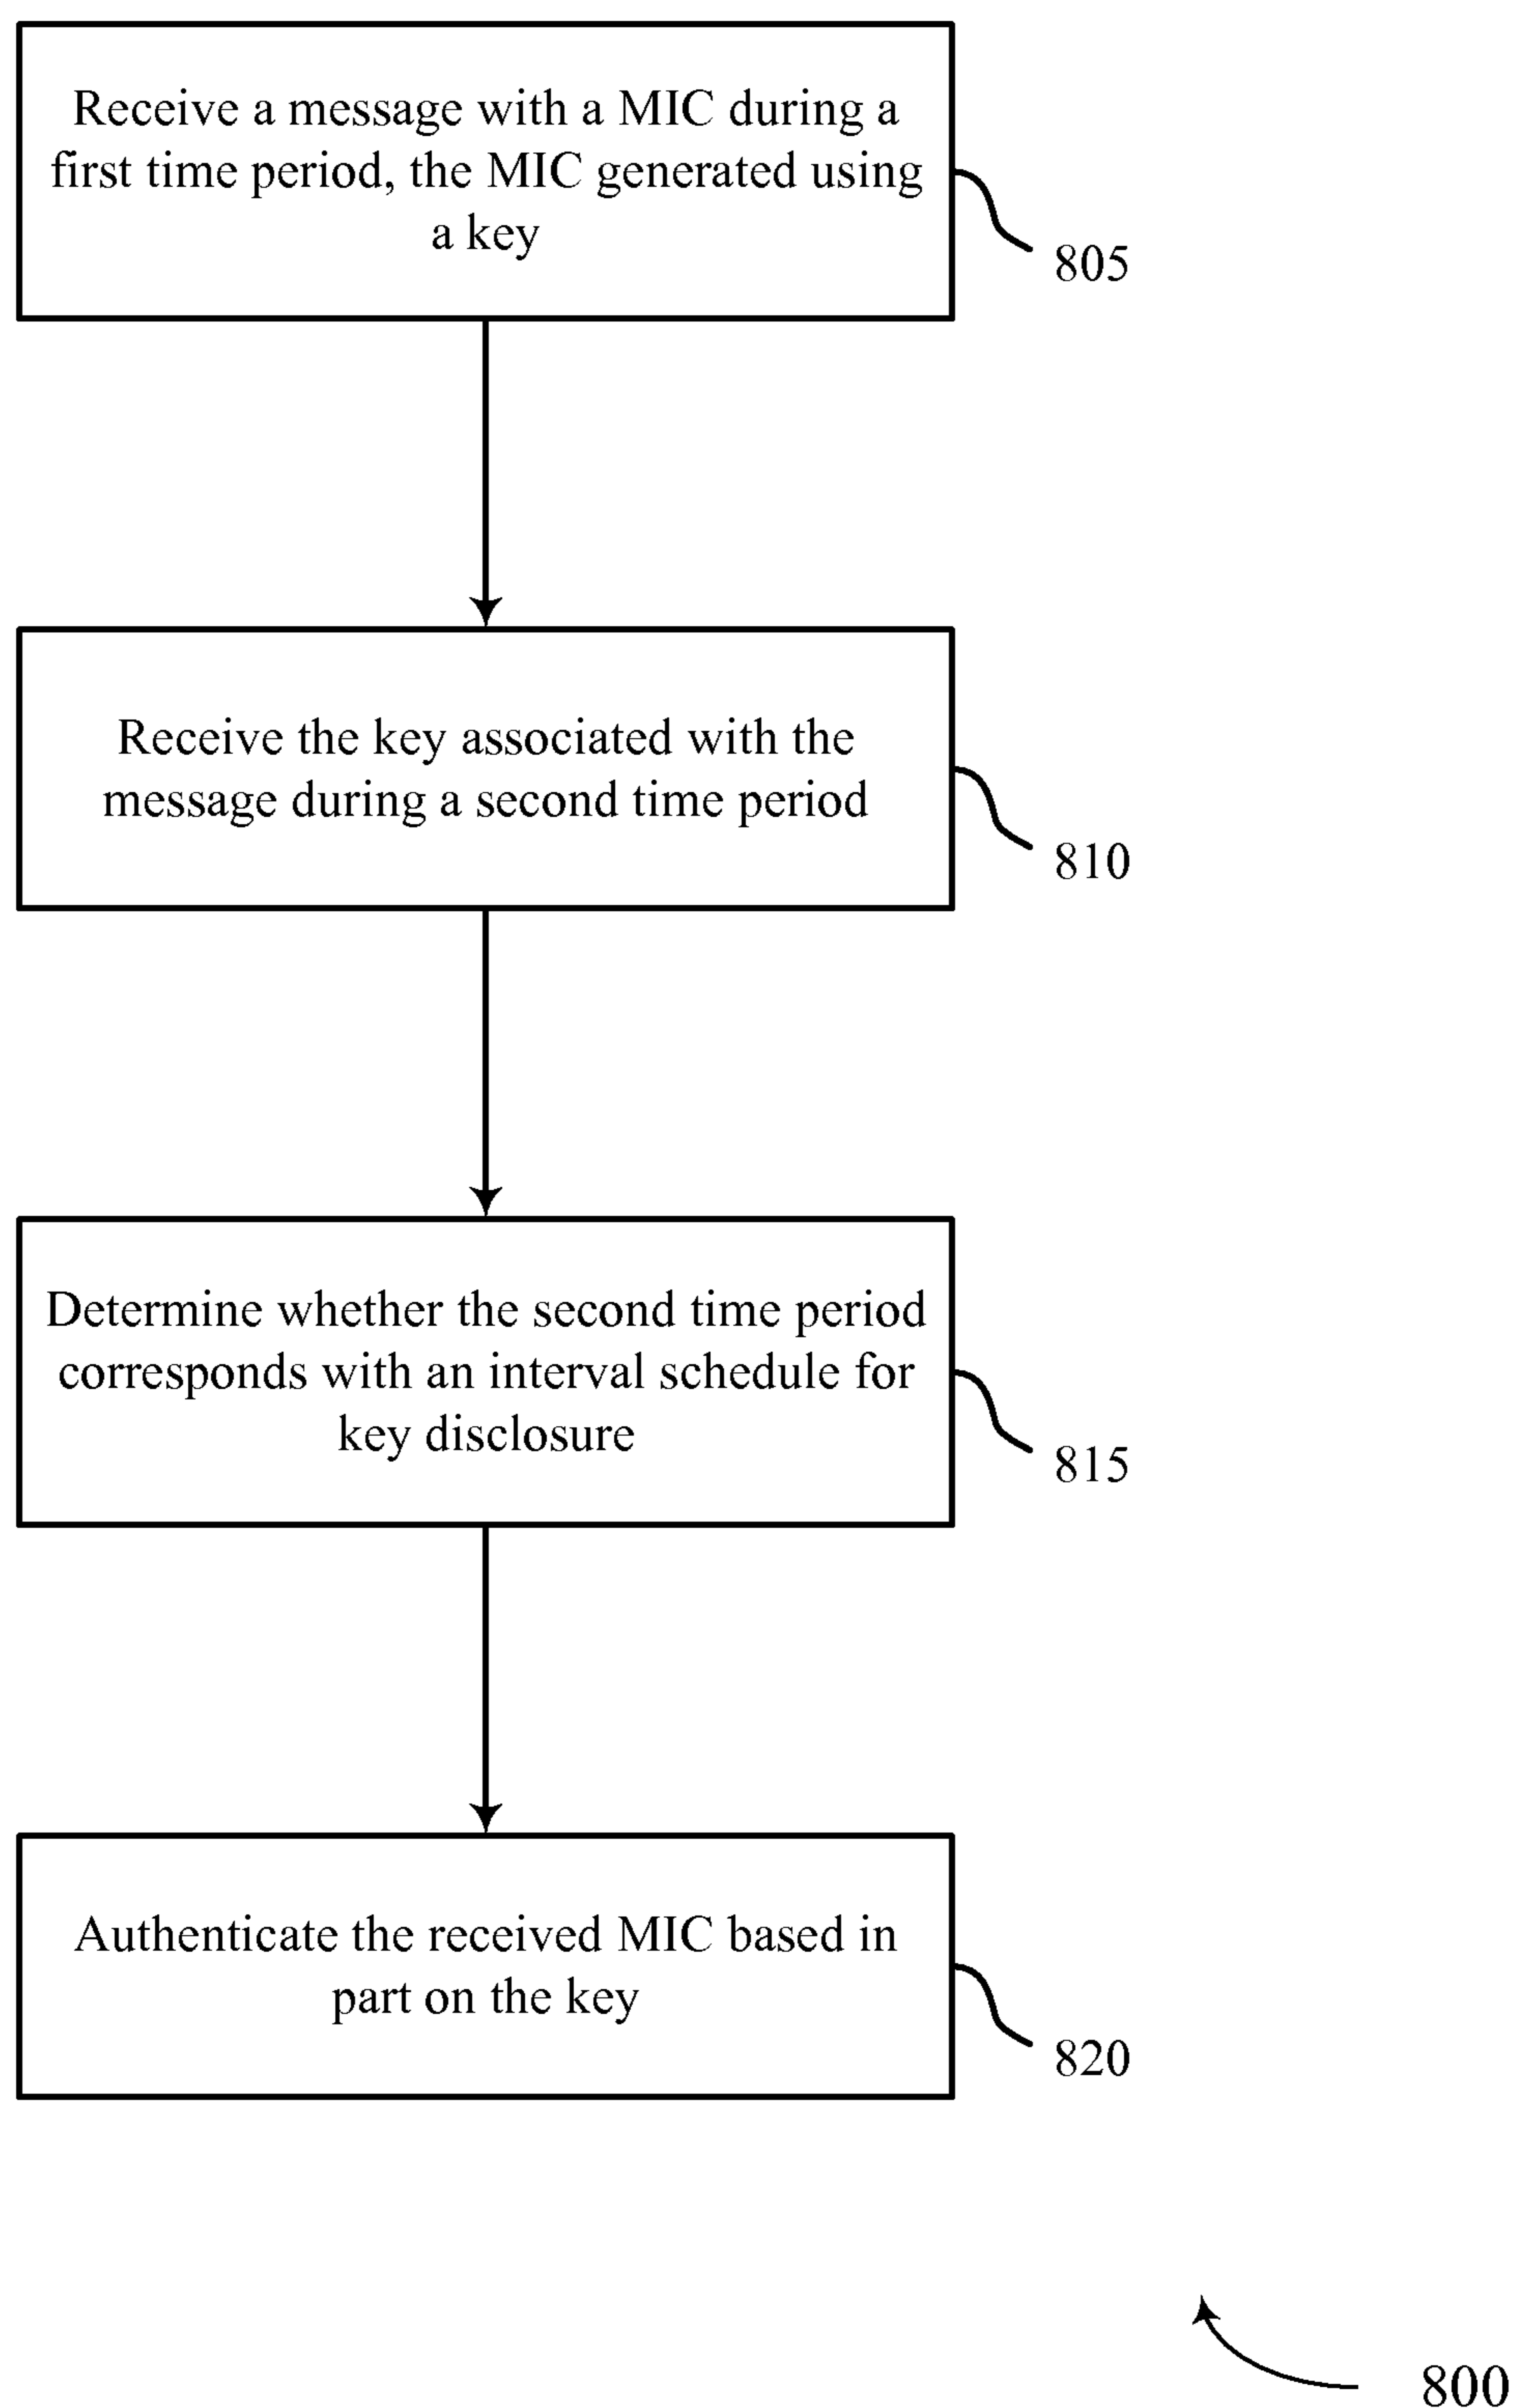 Receive a message with a MIC during a
first time period, the MIC generated using
a key
805
Receive the key associated with the
message during a second time period
810
Determine whether the second time period
corresponds with an interval schedule for
key disclosure
815
Authenticate the received MIC based in
part on the key
820
800